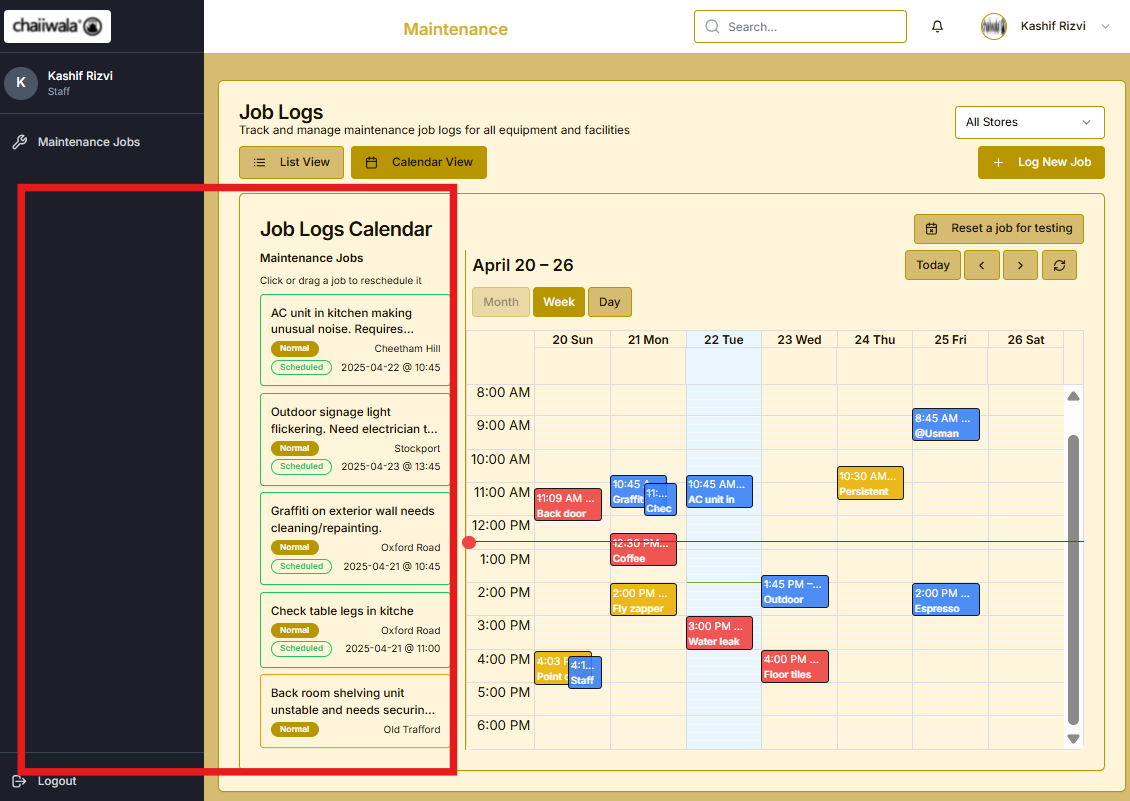 chaiiwala
Maintenance
Search...
Kashif Rizvi
K
Kashif Rizvi
Staff
Maintenance Jobs
Logout
Job Logs
Track and manage maintenance job logs for all equipment and facilities
All Stores
List View
Calendar View
+ Log New Job
Job Logs Calendar
Maintenance Jobs
Click or drag a job to reschedule it
AC unit in kitchen making
unusual noise. Requires...
Normal
Cheetham Hill
Scheduled
2025-04-22 @ 10:45
Outdoor signage light
flickering. Need electrician t...
Normal
Stockport
Scheduled
2025-04-23 @ 13:45
Graffiti on exterior wall needs
cleaning/repainting.
Normal
Oxford Road
Scheduled
2025-04-21 @ 10:45
Check table legs in kitche
Normal
Oxford Road
Scheduled
2025-04-21 @ 11:00
Back room shelving unit
unstable and needs securin...
Normal
Old Trafford
Reset a job for testing
April 20 – 26
Today
Month
Week
Day
20 Sun
21 Mon
22 Tue
23 Wed
24 Thu
25 Fri
26 Sat
8:00 AM
9:00 AM
10:00 AM
11:00 AM
12:00 PM
1:00 PM
2:00 PM
3:00 PM
4:00 PM
5:00 PM
6:00 PM
11:09 AM ...
Back door
4:03
Point
4:1...
Staff
10:45
Graffit
11:...
Chec
12:30 PM...
Coffee
2:00 PM ...
Fly zapper
10:45 AM...
AC unit in
3:00 PM ...
Water leak
1:45 PM –...
Outdoor
4:00 PM ...
Floor tiles
10:30 AM...
Persistent
8:45 AM ...
@Usman
2:00 PM ...
Espresso